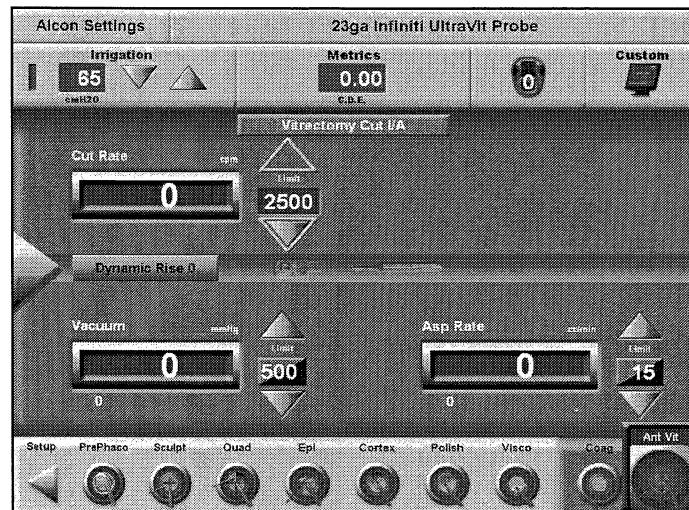 Alcon Settings
23ga Infiniti UltraVit Probe
Irrigation
Metrics
Custom
65
0.00
0
cmH2O
C.D.E.
Vitrectomy Cut I/A
Cut Rate
cpm
0
Limit
2500
Dynamic Rise 0
Vacuum
mmHg
0
Limit
500
0
Asp Rate
cc/min
0
Limit
15
0
Setup
PrePhaco
Sculpt
Quad
Epi
Cortex
Polish
Visco
Coag
Ant Vit